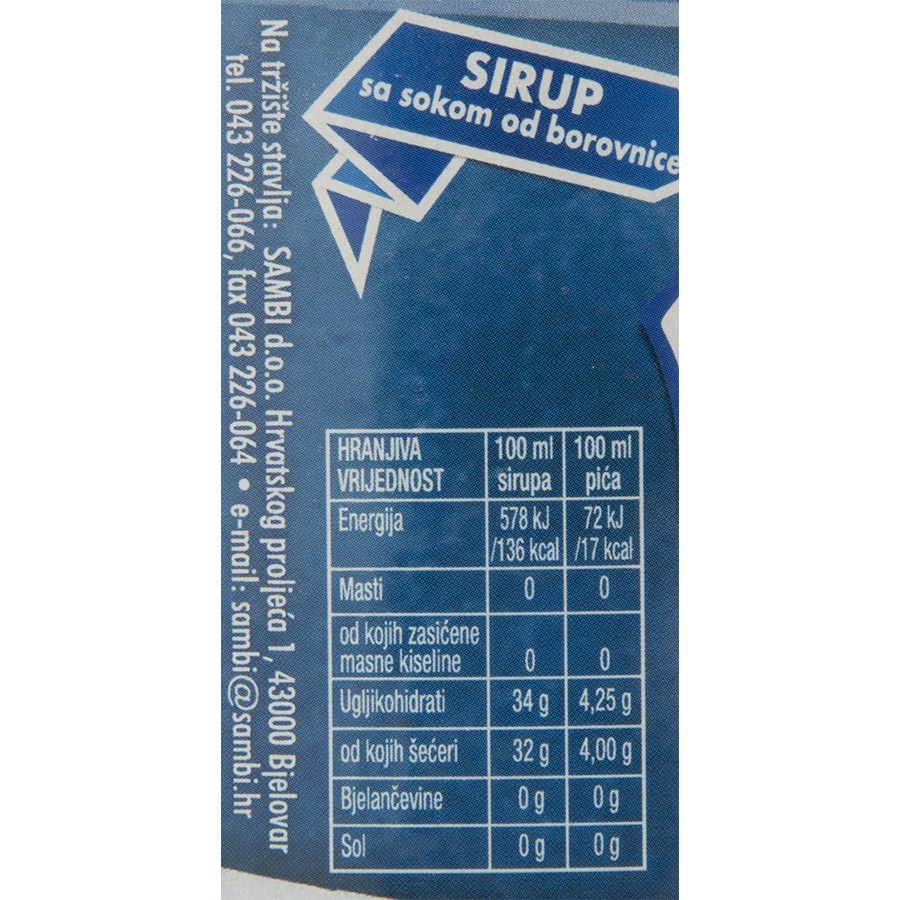 SIRUP
sa sokom od borovnice
Na tržište stavlja: SAMBI d.o.o. Hrvatskog proljeća 1, 43000 Bjelovar
tel. 043 226-066, fax 043 226-064 • e-mail: sambi@sambi.hr
HRANJIVA VRIJEDNOST 100 ml sirupa 100 ml pića
Energija 578 kJ /136 kcal 72 kJ /17 kcal
Masti 0 0
od kojih zasićene masne kiseline 0 0
Ugljikohidrati 34 g 4,25 g
od kojih šećeri 32 g 4,00 g
Bjelančevine 0 g 0 g
Sol 0 g 0 g